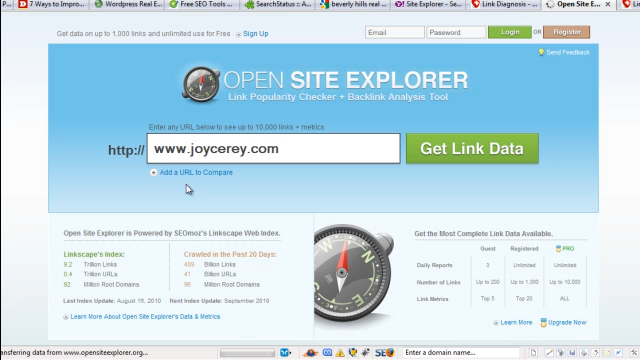 P...
7 Ways to Improv...
Wordpress Real E...
Free SEO Tools ...
SearchStatus :: A...
beverly hills real ...
Site Explorer - Se...
Link Diagnosis - ...
Open Site E...
Lin
Get data on up to 1,000 links and unlimited use for Free
Sign Up
Email
Password
Login
OR
Register
Send Feedback
OPEN SITE EXPLORER
Link Popularity Checker + Backlink Analysis Tool
Enter any URL below to see up to 10,000 links + metrics
http://
www.joycerey.com
Get Link Data
Add a URL to Compare
Open Site Explorer is Powered by SEOmoz's Linkscape Web Index.
Linkscape's Index:
9.2 Trillion Links
0.4 Trillion URLs
92 Million Root Domains
Crawled in the Past 20 Days:
409 Billion Links
41 Billion URLs
96 Million Root Domains
Last Index Update: August 16, 2010
Next Index Update: September 2010
Learn More About Open Site Explorer's Data & Metrics
Get the Most Complete Link Data Available.
Guest Registered PRO
Daily Reports 3 Unlimited Unlimited
Number of Links Up to 200 Up to 1,000 Up to 10,000
Link Metrics Top 5 Top 20 ALL
Learn More
Upgrade Now
ansferring data from www.opensiteexplorer.org...
SEO
Enter a domain name...